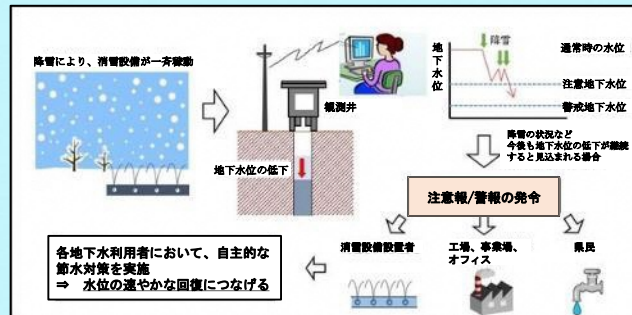 降雪により、消雪設備が一斉稼動
観測井
地下水位の低下
地下水位
降雪
通常時の水位
注意地下水位
警戒地下水位
降雪の状況など
今後も地下水位の低下が継続
すると見込まれる場合
注意報/警報の発令
消雪設備設置者
工場、事業場、
オフィス
県民
各地下水利用者において、自主的な
節水対策を実施
⇒ 水位の速やかな回復につなげる